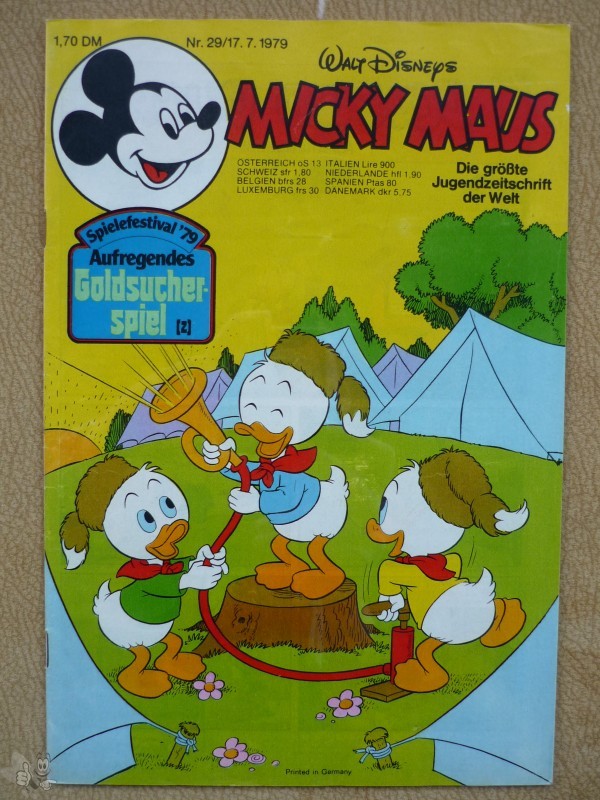 1,70 DM
Nr. 29/17. 7. 1979
WALT DISNEYS
MICKY MAUS
ÖSTERREICH öS 13 ITALIEN Lire 900
SCHWEIZ sfr 1.80 NIEDERLANDE hfl 1.90
BELGIEN bfrs 28 SPANIEN Ptas 80
LUXEMBURG frs 30 DANEMARK dkr 5.75
Die größte
Jugendzeitschrift
der Welt
Spielefestival '79
Aufregendes
Goldsucher-
spiel [2]
Printed in Germany